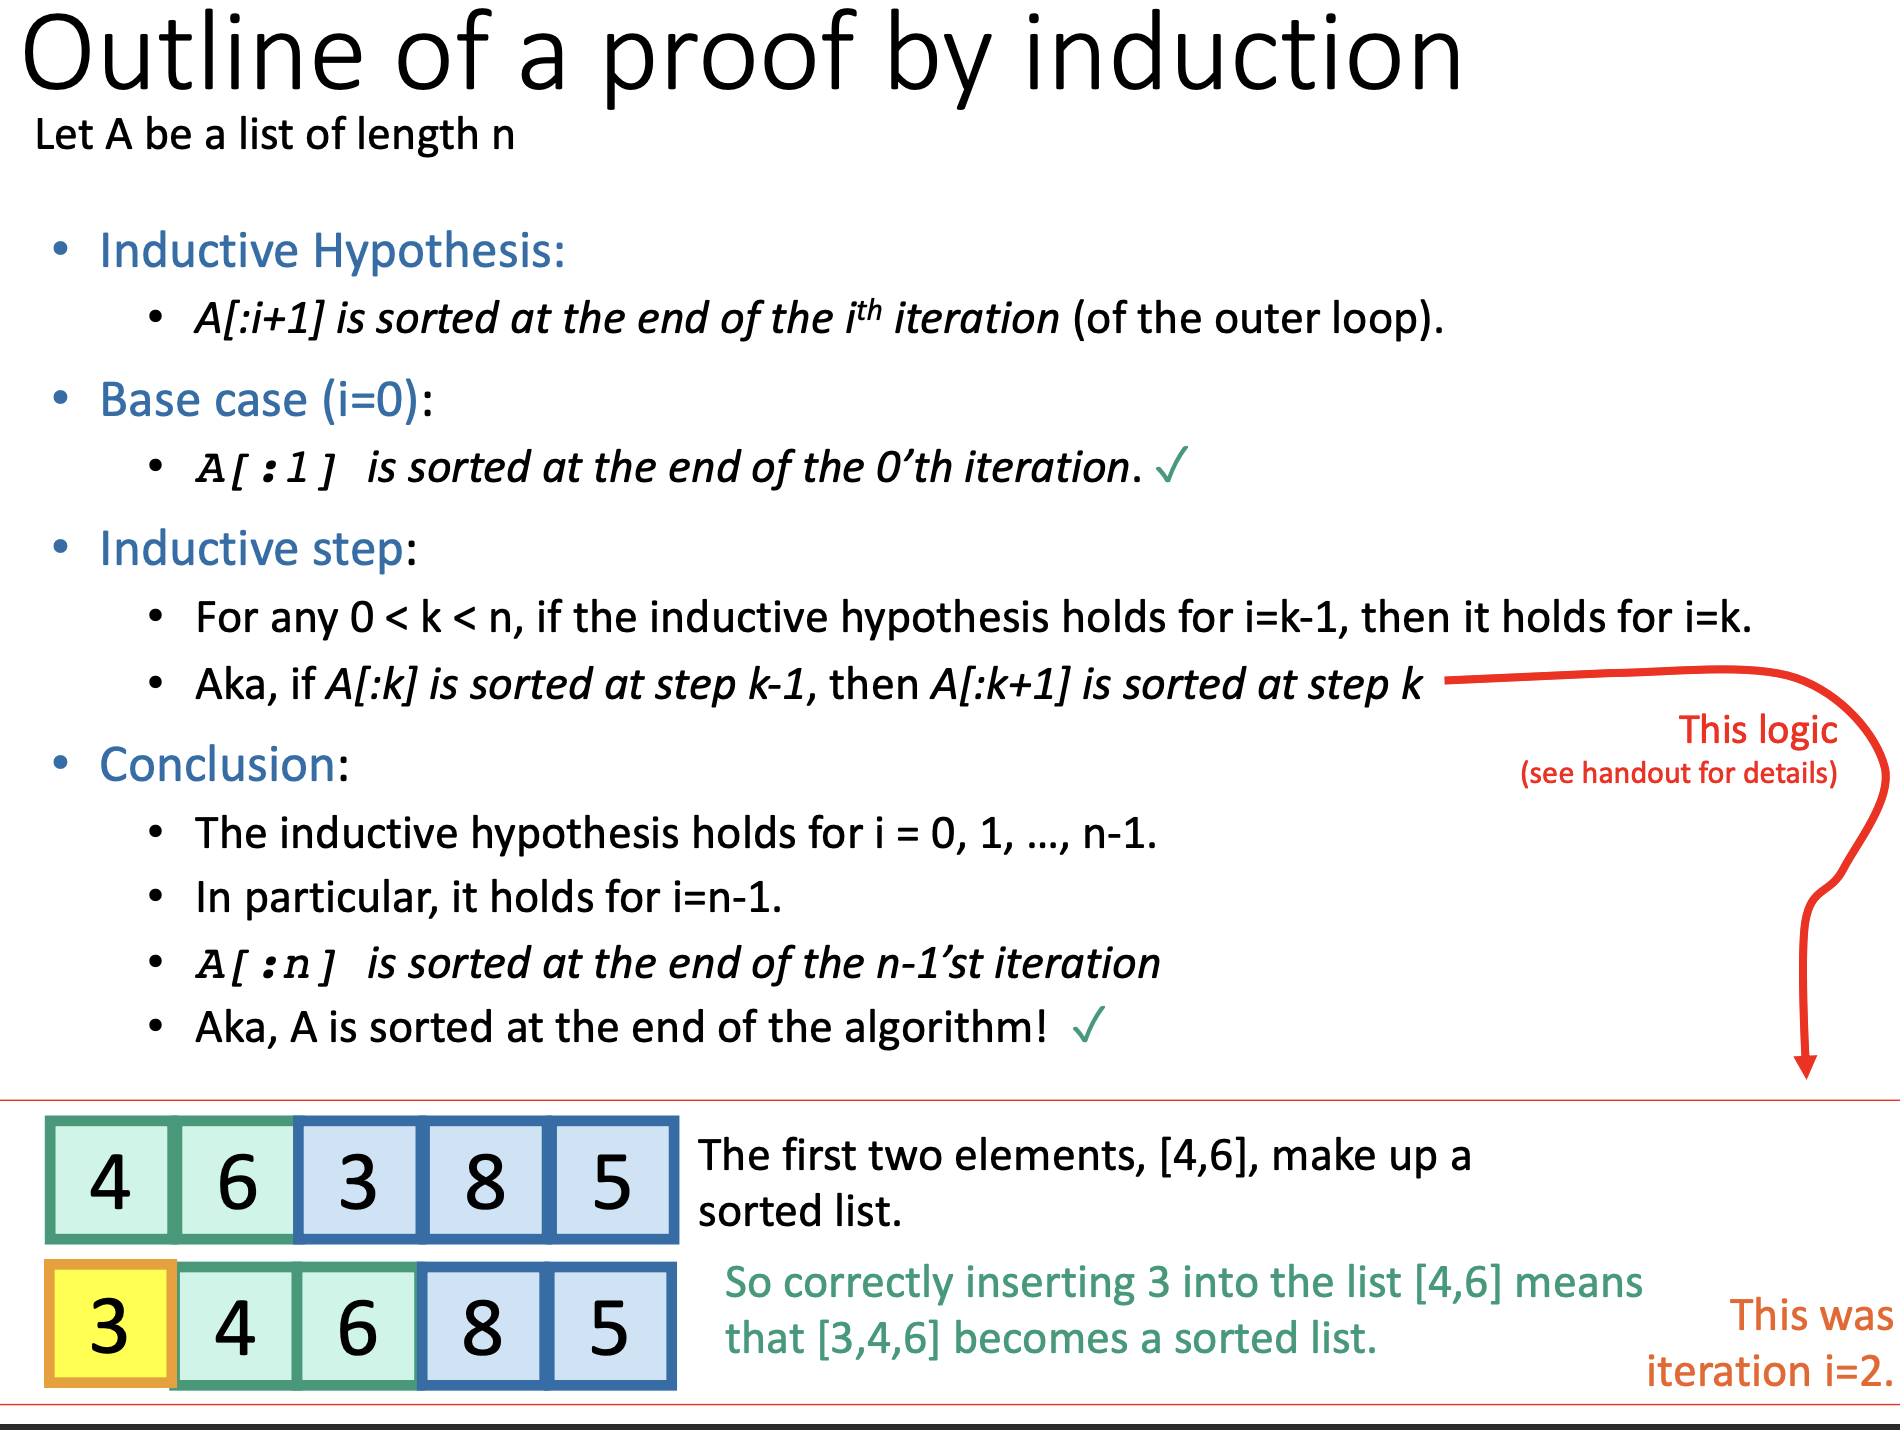 Outline of a proof by induction
Let A be a list of length n
• Inductive Hypothesis:
• A[:i+1] is sorted at the end of the ith iteration (of the outer loop).
• Base case (i=0):
• A[:1] is sorted at the end of the 0’th iteration. ✓
• Inductive step:
• For any 0 < k < n, if the inductive hypothesis holds for i=k-1, then it holds for i=k.
• Aka, if A[:k] is sorted at step k-1, then A[:k+1] is sorted at step k
This logic
(see handout for details)
• Conclusion:
• The inductive hypothesis holds for i = 0, 1, …, n-1.
• In particular, it holds for i=n-1.
• A[:n] is sorted at the end of the n-1’st iteration
• Aka, A is sorted at the end of the algorithm! ✓
4 6 3 8 5
The first two elements, [4,6], make up a
sorted list.
3 4 6 8 5
So correctly inserting 3 into the list [4,6] means
that [3,4,6] becomes a sorted list.
This was
iteration i=2.